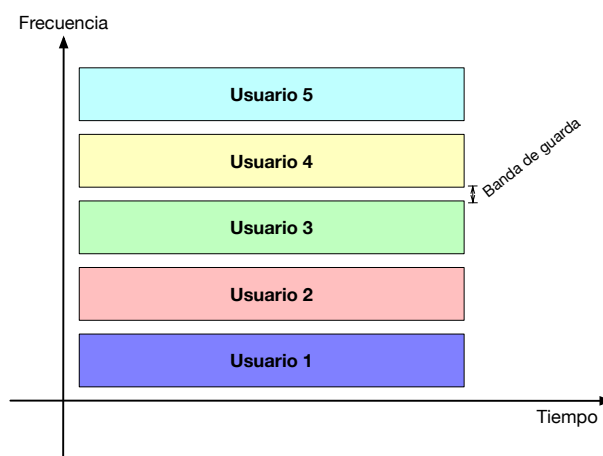 Frecuencia
Usuario 5
Usuario 4
Banda de guarda
Usuario 3
Usuario 2
Usuario 1
Tiempo